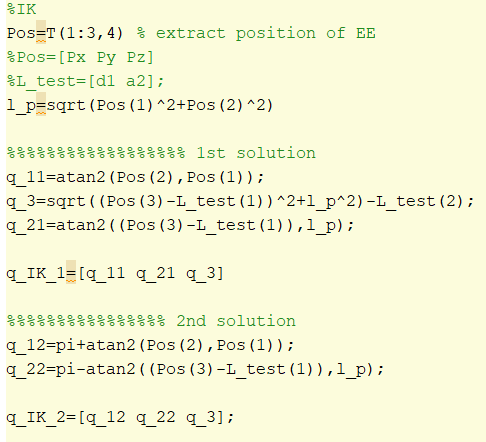 %IK
Pos=T(1:3,4) % extract position of EE
%Pos=[Px Py Pz]
%L_test=[d1 a2];
l_p=sqrt(Pos(1)^2+Pos(2)^2)
%%%%%%%%%%%%%%%%%% 1st solution
q_11=atan2(Pos(2),Pos(1));
q_3=sqrt((Pos(3)-L_test(1))^2+l_p^2)-L_test(2);
q_21=atan2((Pos(3)-L_test(1)),l_p);
q_IK_1=[q_11 q_21 q_3]
%%%%%%%%%%%%%%%% 2nd solution
q_12=pi+atan2(Pos(2),Pos(1));
q_22=pi-atan2((Pos(3)-L_test(1)),l_p);
q_IK_2=[q_12 q_22 q_3];